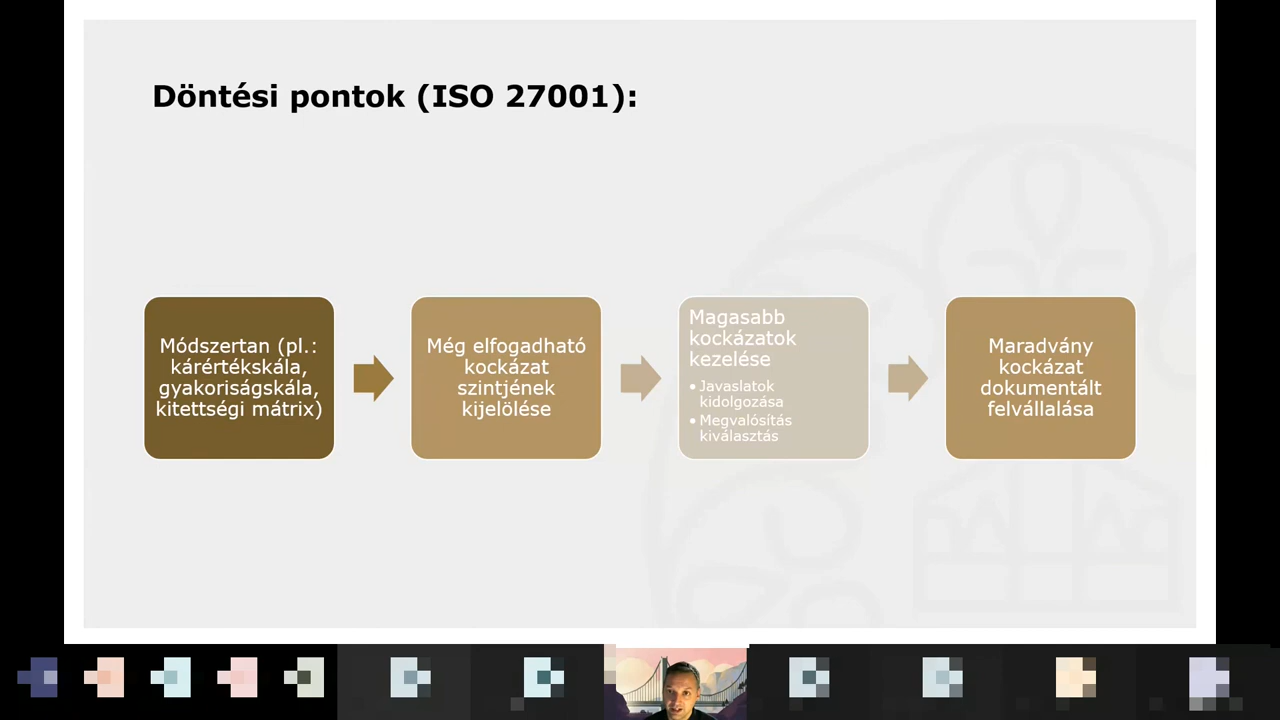 Döntési pontok (ISO 27001):
Módszertan (pl.:
kárértékskála,
gyakoriságskála,
kitettségi mátrix)
Még elfogadható
kockázat
szintjének
kijelölése
Magasabb
kockázatok
kezelése
• Javaslatok
kidolgozása
• Megvalósítás
kiválasztás
Maradvány
kockázat
dokumentált
felvállalása